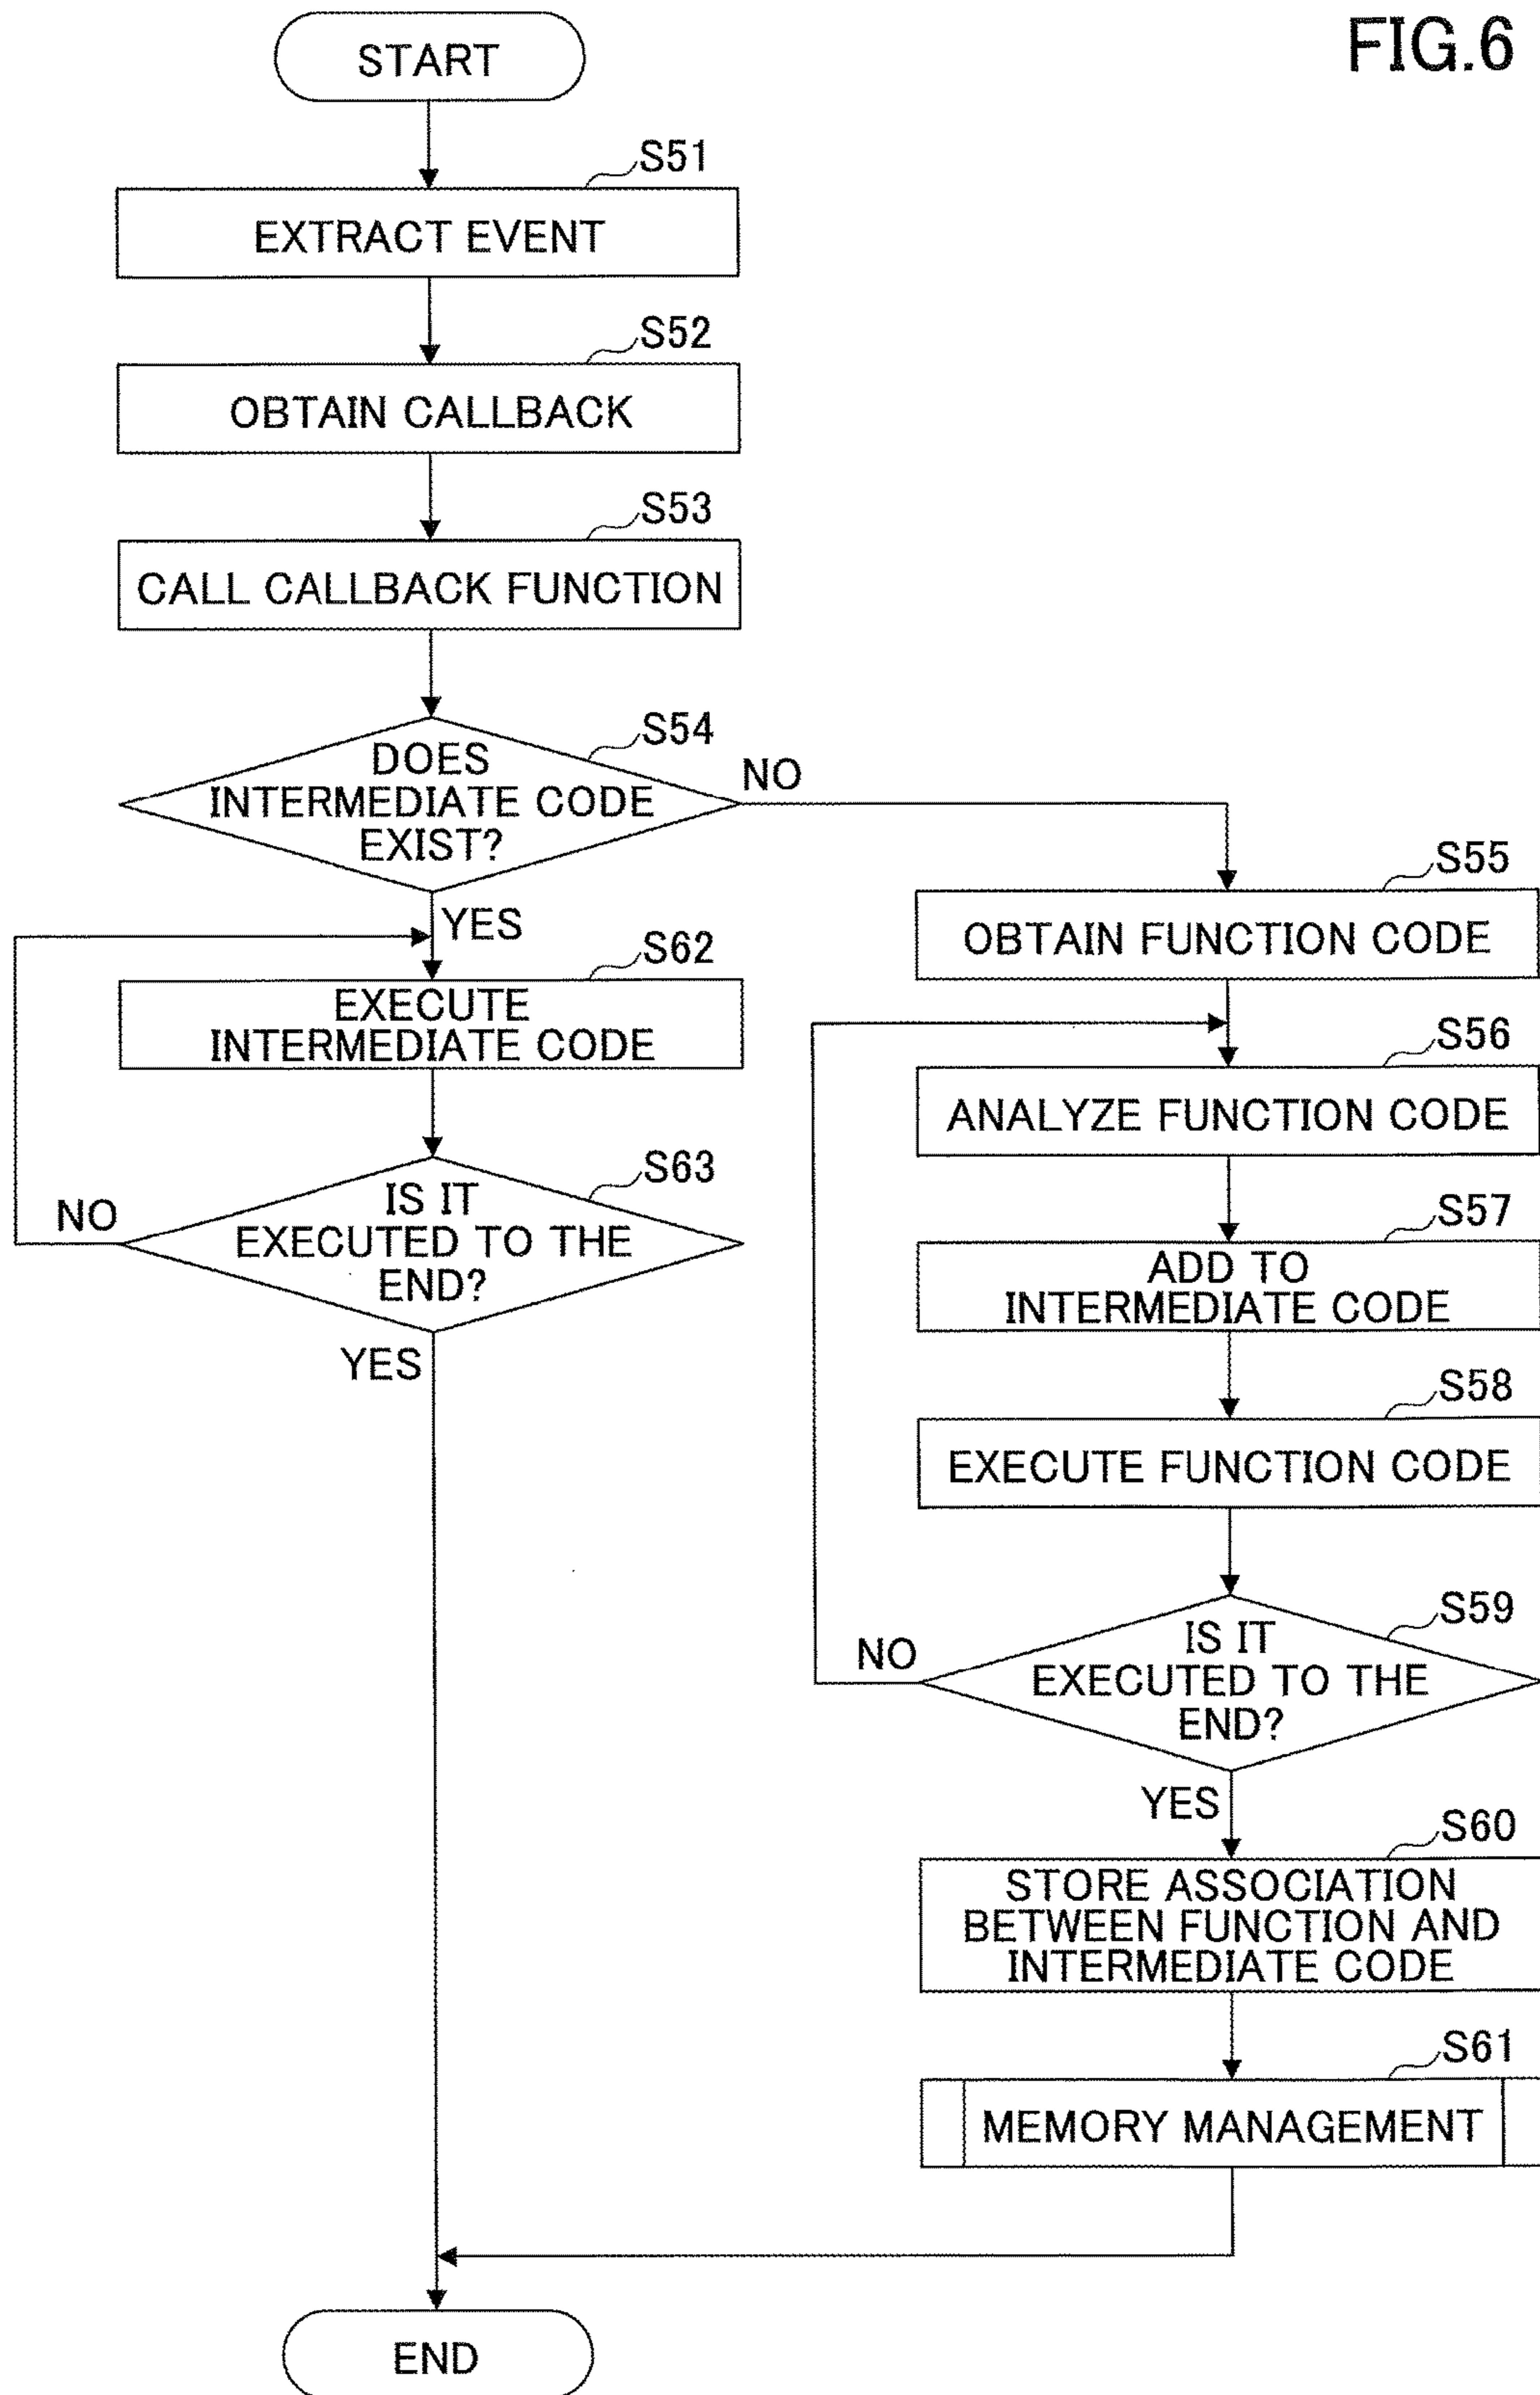 FIG.6
START
S51
EXTRACT EVENT
S52
OBTAIN CALLBACK
S53
CALL CALLBACK FUNCTION
S54
DOES
INTERMEDIATE CODE
EXIST?
NO
YES
S62
EXECUTE
INTERMEDIATE CODE
S63
IS IT
EXECUTED TO THE
END?
NO
YES
S55
OBTAIN FUNCTION CODE
S56
ANALYZE FUNCTION CODE
S57
ADD TO
INTERMEDIATE CODE
S58
EXECUTE FUNCTION CODE
S59
IS IT
EXECUTED TO THE
END?
NO
YES
S60
STORE ASSOCIATION
BETWEEN FUNCTION AND
INTERMEDIATE CODE
S61
MEMORY MANAGEMENT
END